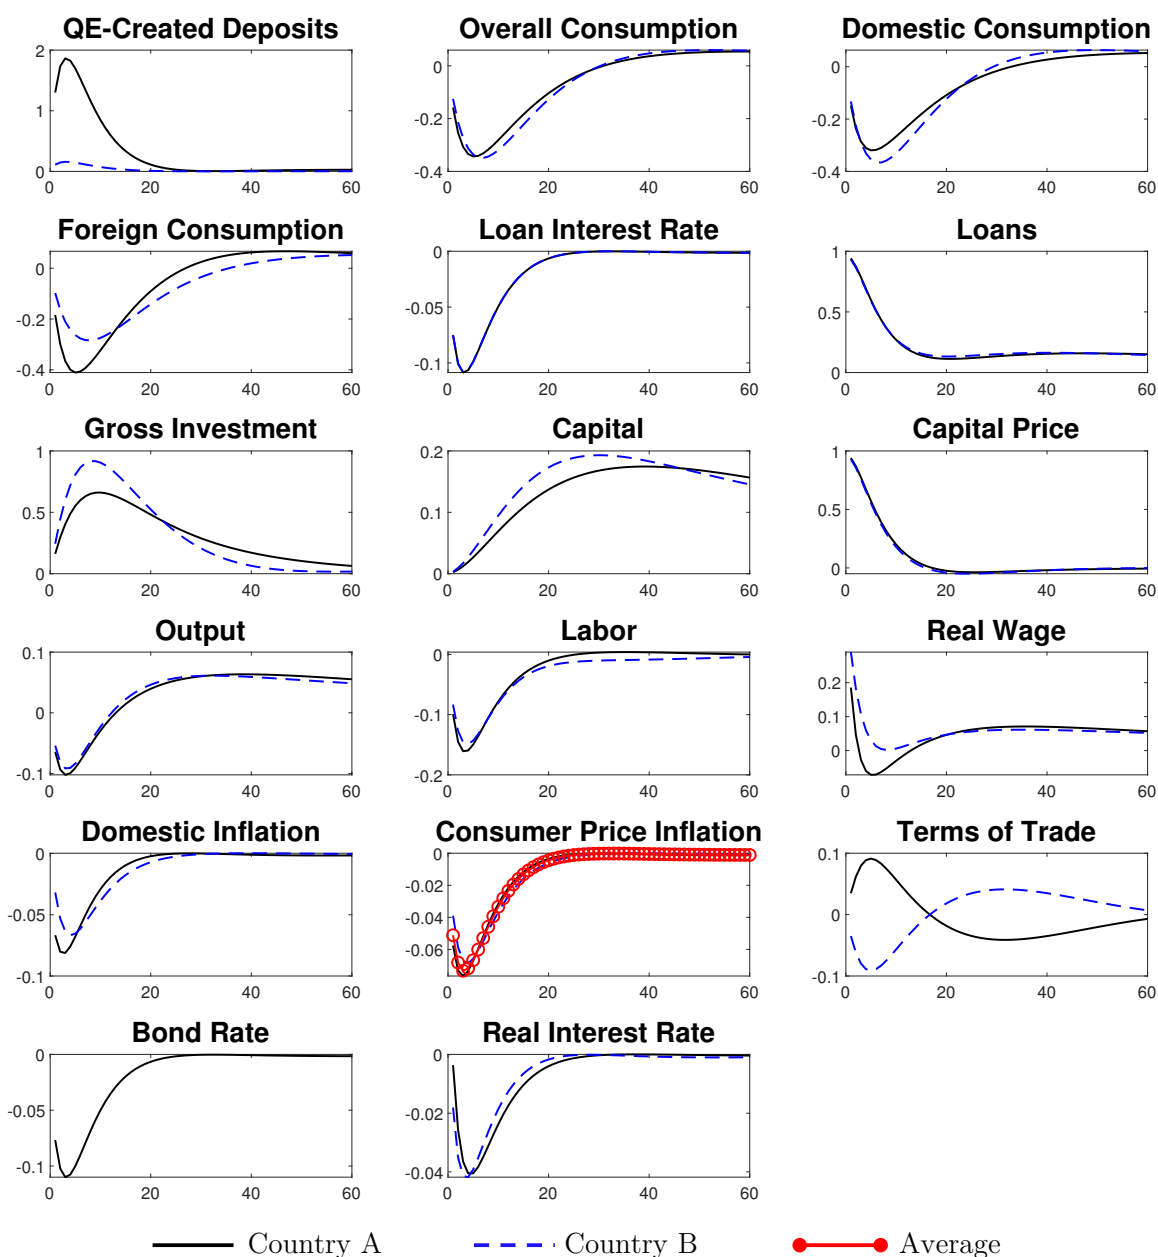 QE-Created Deposits Overall Consumption Domestic Consumption
2 0 0
1 -0.2 -0.2
0 -0.4 -0.4
0 20 40 60 0 20 40 60 0 20 40 60
Foreign Consumption Loan Interest Rate Loans
0 0 1
-0.2 -0.05 0.5
-0.4 -0.1 0
0 20 40 60 0 20 40 60 0 20 40 60
Gross Investment Capital Capital Price
1 0.2 1
0.5 0.1 0.5
0 0 0
0 20 40 60 0 20 40 60 0 20 40 60
Output Labor Real Wage
0.1 0 0.2
0 -0.1 0.1
-0.1 -0.2 0
0 20 40 60 0 20 40 60 0 20 40 60
Domestic Inflation Consumer Price Inflation Terms of Trade
0 0 0.1
-0.05 -0.02 0
-0.1 -0.04 -0.1
-0.06
0 20 40 60 0 20 40 60 0 20 40 60
Bond Rate Real Interest Rate
0 0
-0.05 -0.02
-0.1 -0.04
0 20 40 60 0 20 40 60
Country A Country B Average